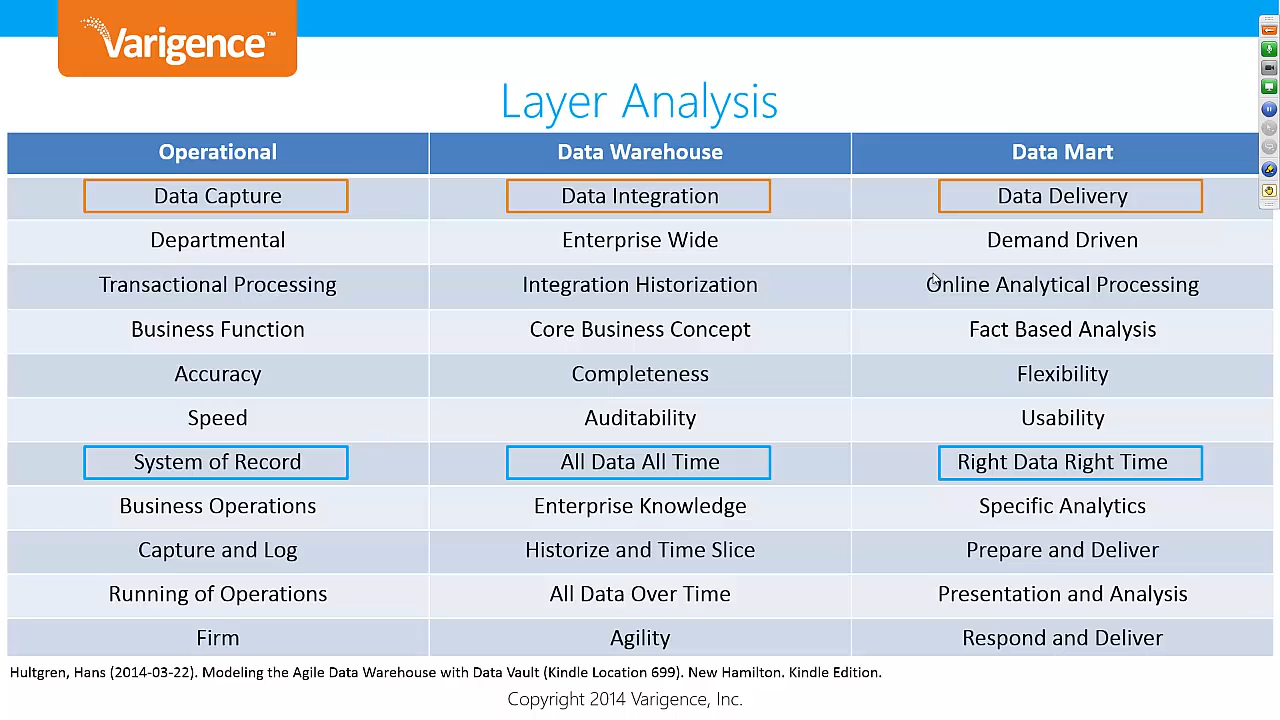 Varigence™
Layer Analysis
Operational Data Warehouse Data Mart
Data Capture Data Integration Data Delivery
Departmental Enterprise Wide Demand Driven
Transactional Processing Integration Historization Online Analytical Processing
Business Function Core Business Concept Fact Based Analysis
Accuracy Completeness Flexibility
Speed Auditability Usability
System of Record All Data All Time Right Data Right Time
Business Operations Enterprise Knowledge Specific Analytics
Capture and Log Historize and Time Slice Prepare and Deliver
Running of Operations All Data Over Time Presentation and Analysis
Firm Agility Respond and Deliver
Hultgren, Hans (2014-03-22). Modeling the Agile Data Warehouse with Data Vault (Kindle Location 699). New Hamilton. Kindle Edition.
Copyright 2014 Varigence, Inc.